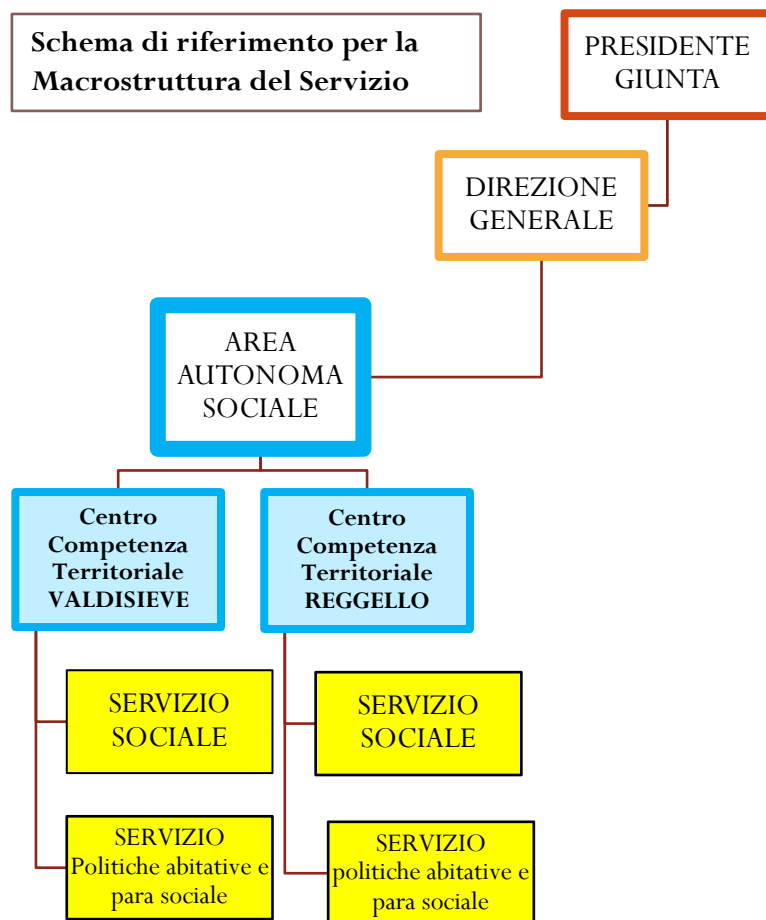 Schema di riferimento per la
Macrostruttura del Servizio
PRESIDENTE
GIUNTA
DIREZIONE
GENERALE
AREA
AUTONOMA
SOCIALE
Centro
Competenza
Territoriale
VALDISIEVE
Centro
Competenza
Territoriale
REGGELLO
SERVIZIO
SOCIALE
SERVIZIO
SOCIALE
SERVIZIO
Politiche abitative e
para sociale
SERVIZIO
politiche abitative e
para sociale